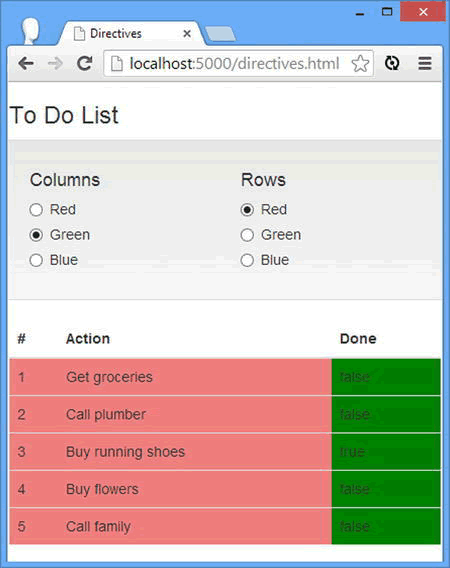 Directives
localhost:5000/directives.html
To Do List
Columns Rows
Red Red
Green Green
Blue Blue
# Action Done
1 Get groceries false
2 Call plumber false
3 Buy running shoes true
4 Buy flowers false
5 Call family false